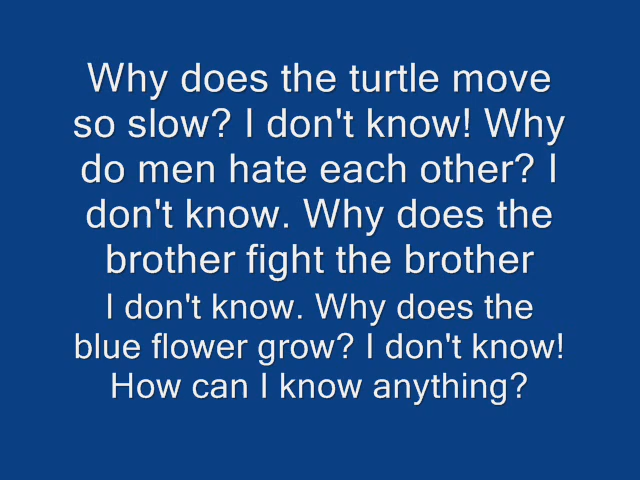 Why does the turtle move
so slow? I don't know! Why
do men hate each other? I
don't know. Why does the
brother fight the brother
I don't know. Why does the
blue flower grow? I don't know!
How can I know anything?